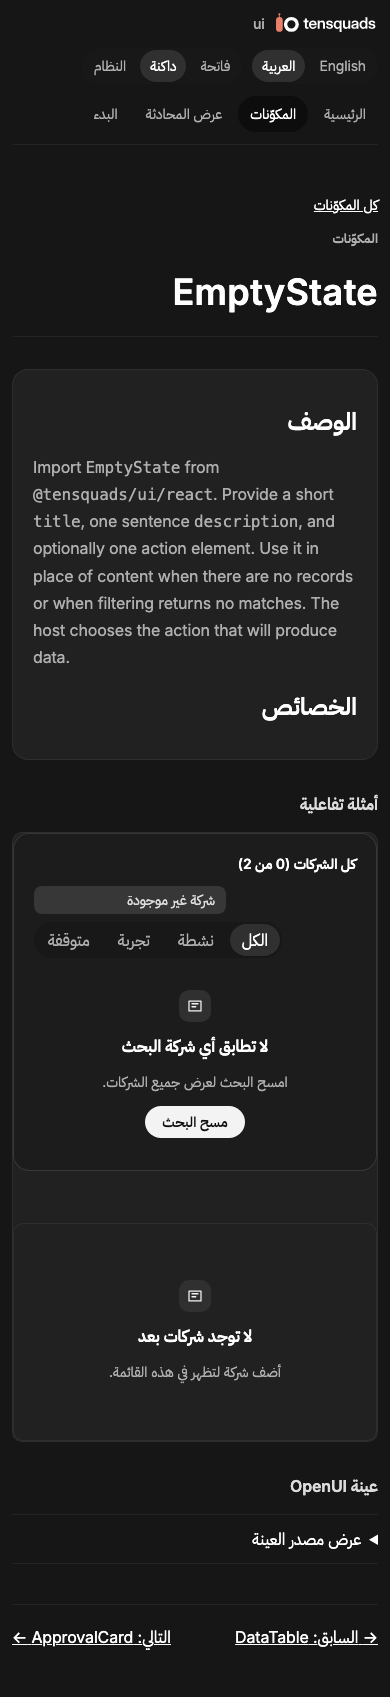 tensquads ui
English العربية فاتحة داكنة النظام
الرئيسية المكوّنات عرض المحادثة البدء
كل المكوّنات
المكوّنات
EmptyState
الوصف
Import EmptyState from
@tensquads/ui/react. Provide a short
title, one sentence description, and
optionally one action element. Use it in
place of content when there are no records
or when filtering returns no matches. The
host chooses the action that will produce
data.
الخصائص
أمثلة تفاعلية
كل الشركات (0 من 2)
شركة غير موجودة
الكل نشطة تجربة متوقفة
لا تطابق أي شركة البحث
امسح البحث لعرض جميع الشركات.
مسح البحث
لا توجد شركات بعد
أضف شركة لتظهر في هذه القائمة.
عينة OpenUI
عرض مصدر العينة
→ السابق: DataTable
التالي: ApprovalCard ←